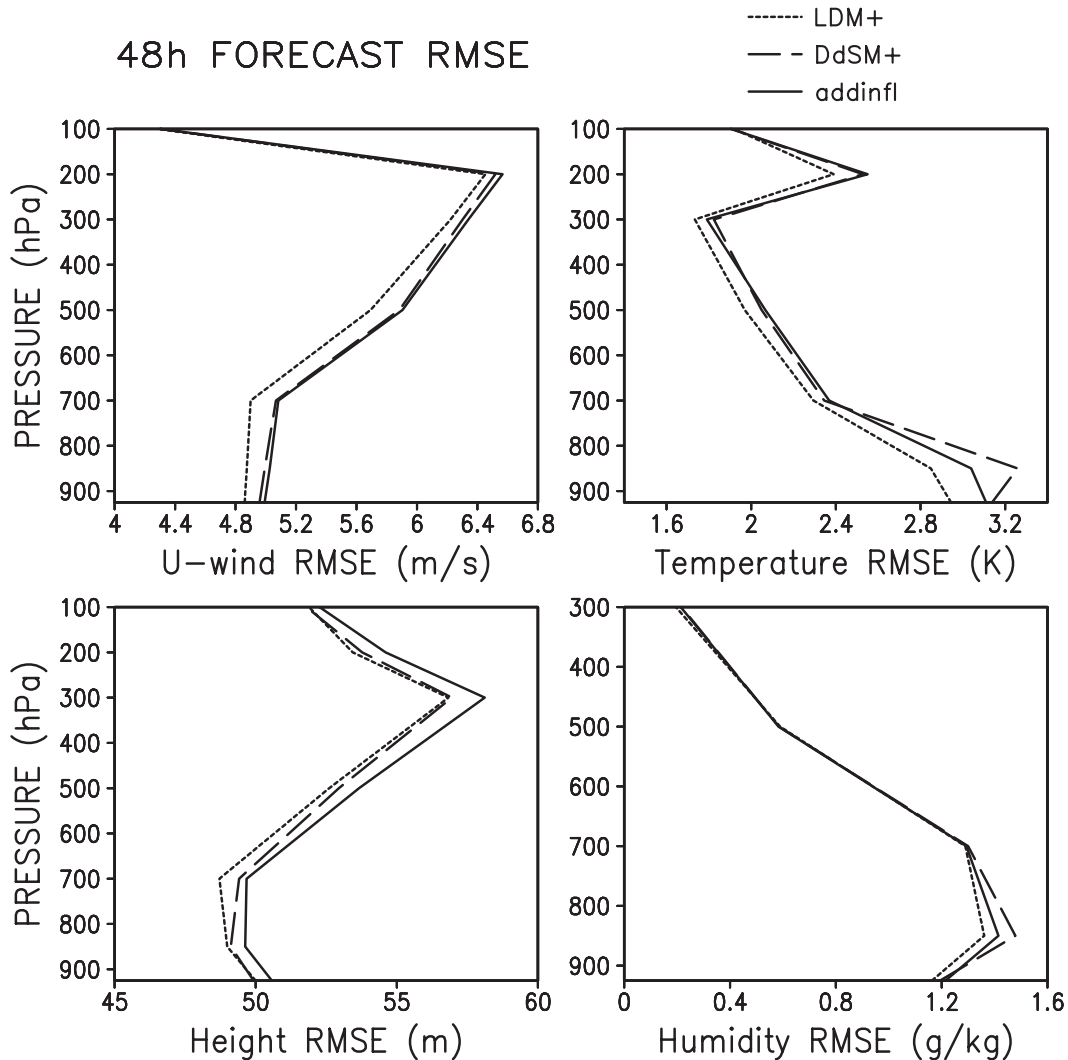 LDM+
48h FORECAST RMSE
DdSM+
addinfl
100
200
300
400
500
600
700
800
900
PRESSURE (hPa)
4 4.4 4.8 5.2 5.6 6 6.4 6.8
U-wind RMSE (m/s)
100
200
300
400
500
600
700
800
900
1.6 2 2.4 2.8 3.2
Temperature RMSE (K)
100
200
300
400
500
600
700
800
900
PRESSURE (hPa)
45 50 55 60
Height RMSE (m)
300
400
500
600
700
800
900
0 0.4 0.8 1.2 1.6
Humidity RMSE (g/kg)